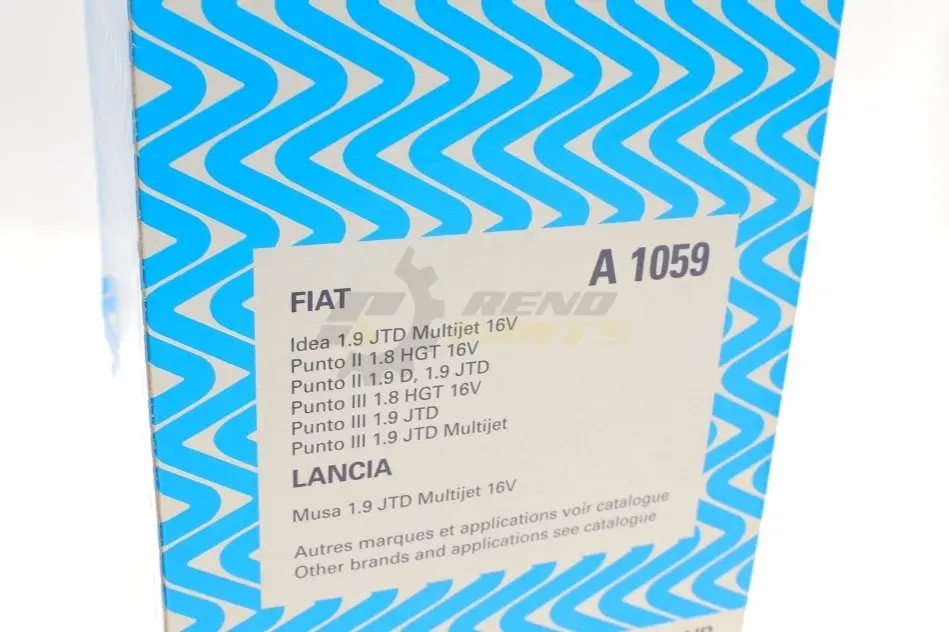 A 1059
FIAT
RENO
PARTS
Idea 1.9 JTD Multijet 16V
Punto II 1.8 HGT 16V
Punto II 1.9 D, 1.9 JTD
Punto III 1.8 HGT 16V
Punto III 1.9 JTD
Punto III 1.9 JTD Multijet
LANCIA
Musa 1.9 JTD Multijet 16V
Autres marques et applications voir catalogue
Other brands and applications see catalogue